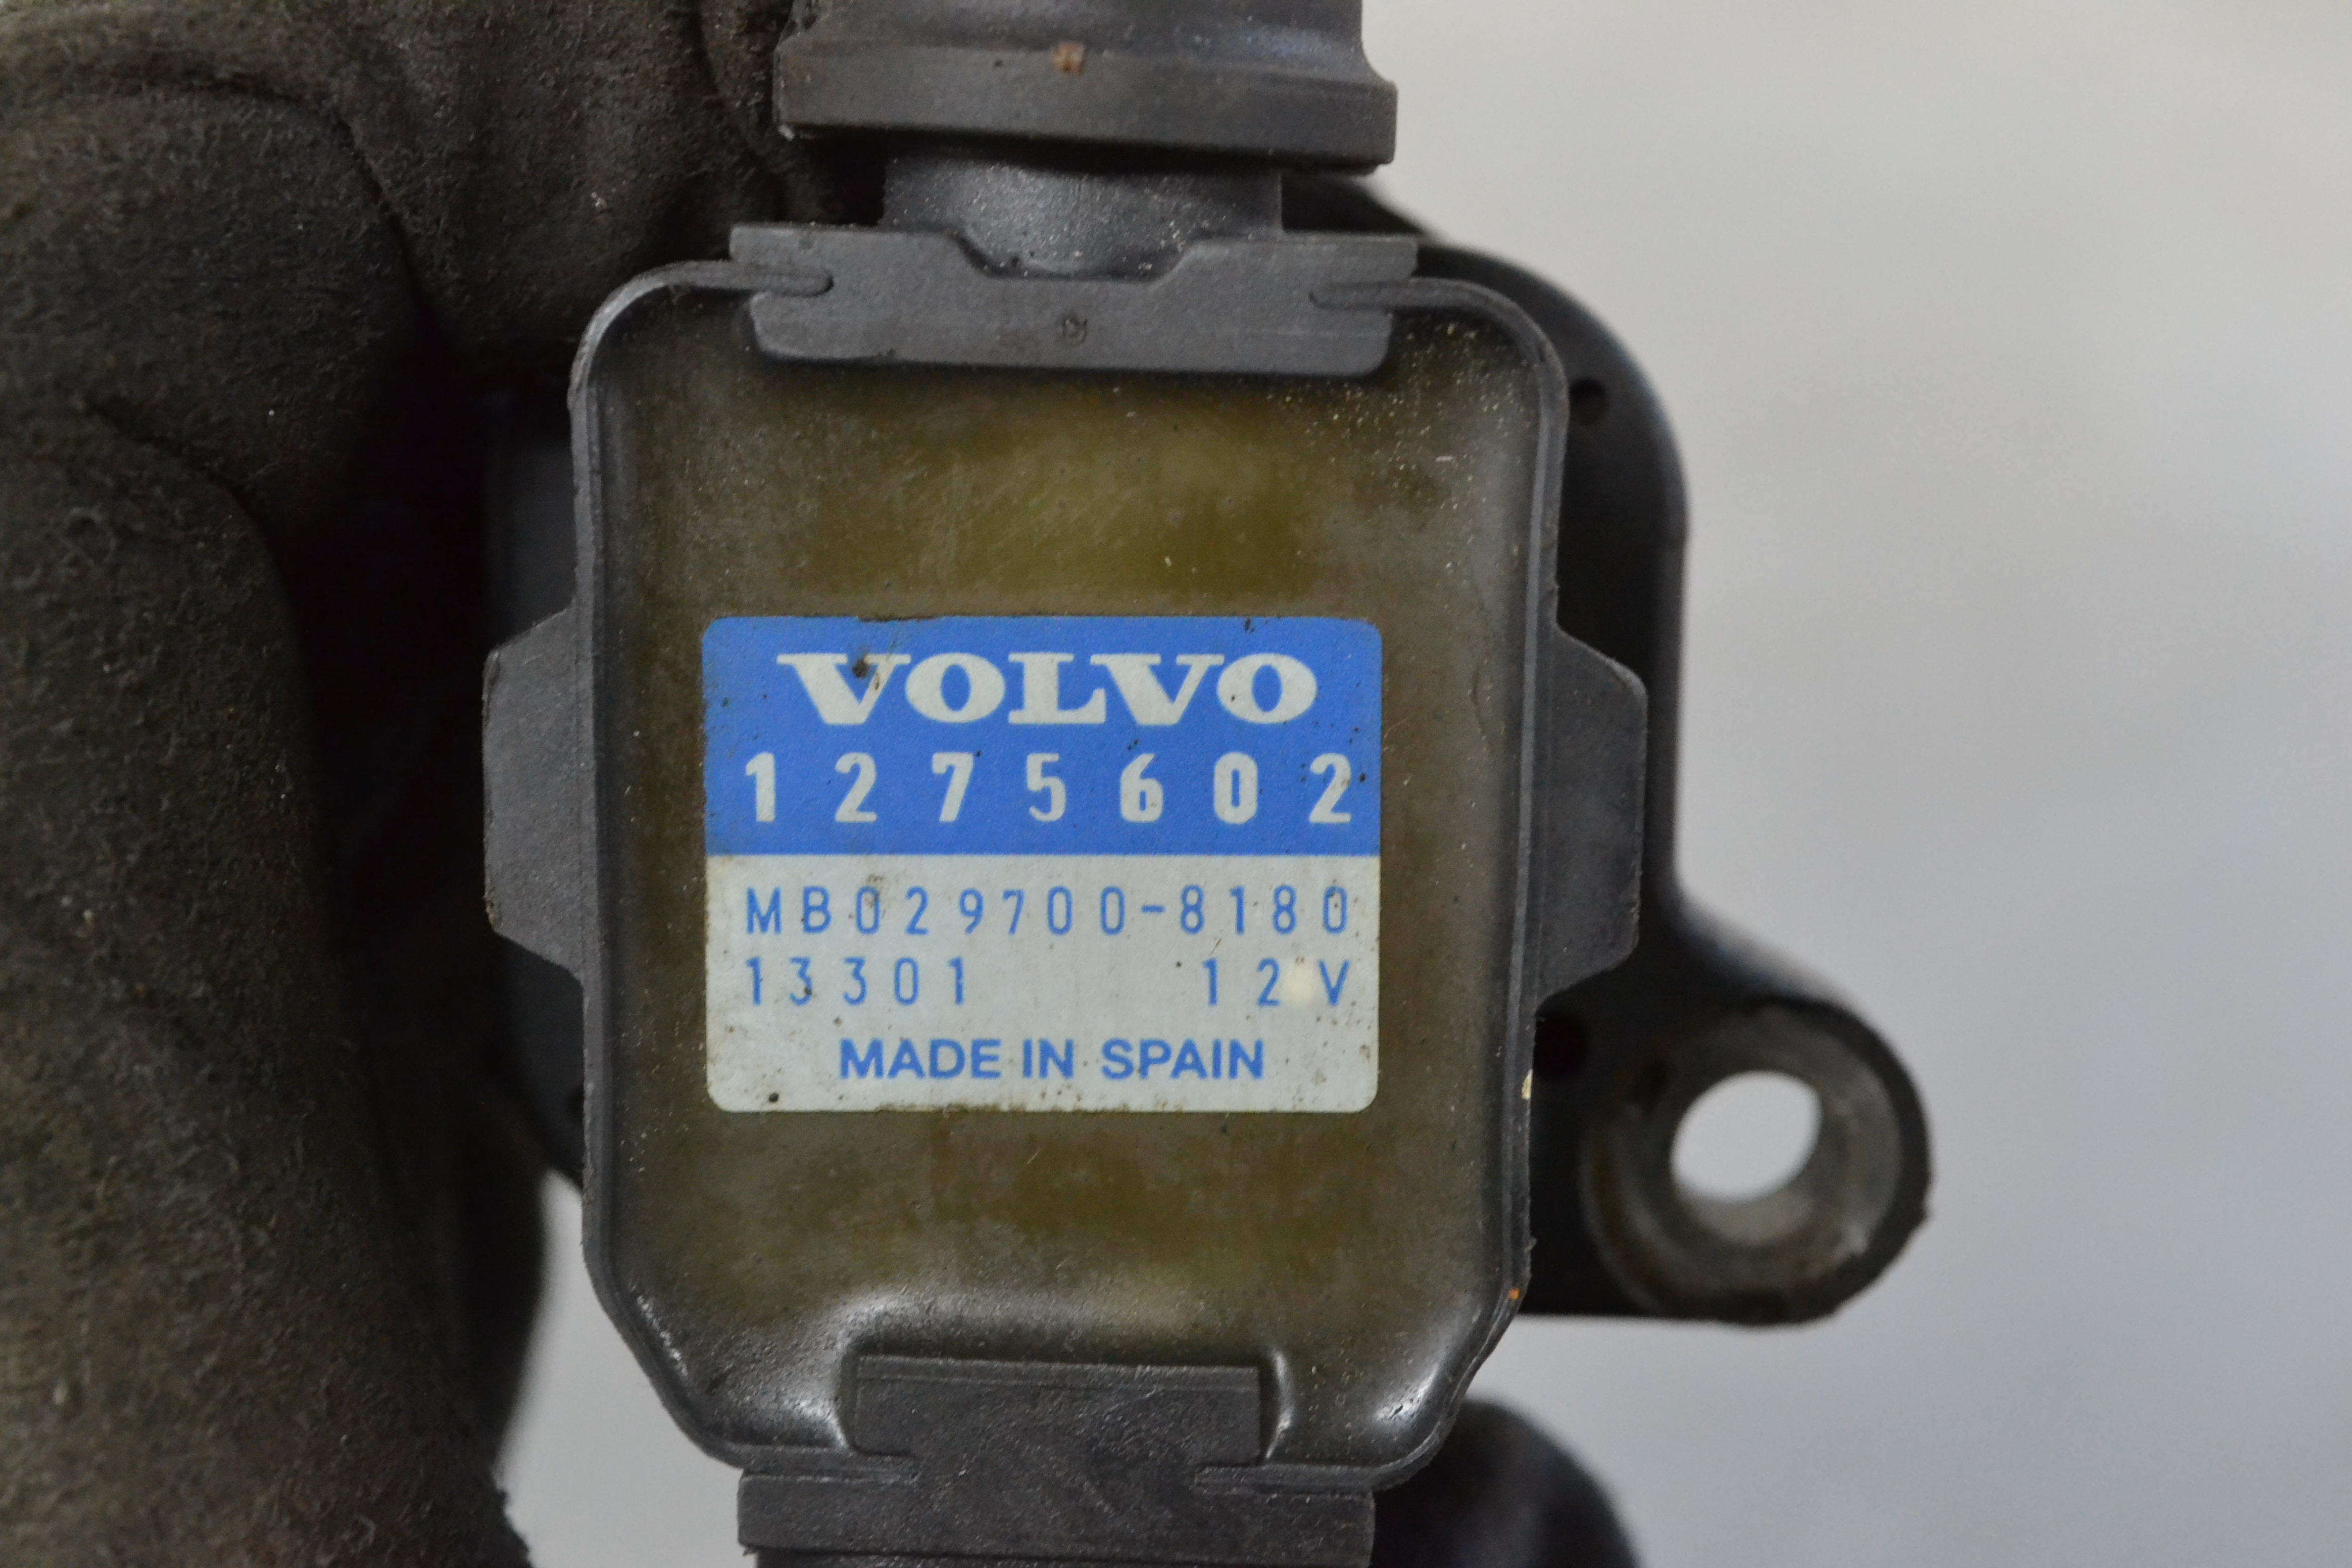 VOLVO
1275602
MB029700-8180
13301 12V
MADE IN SPAIN